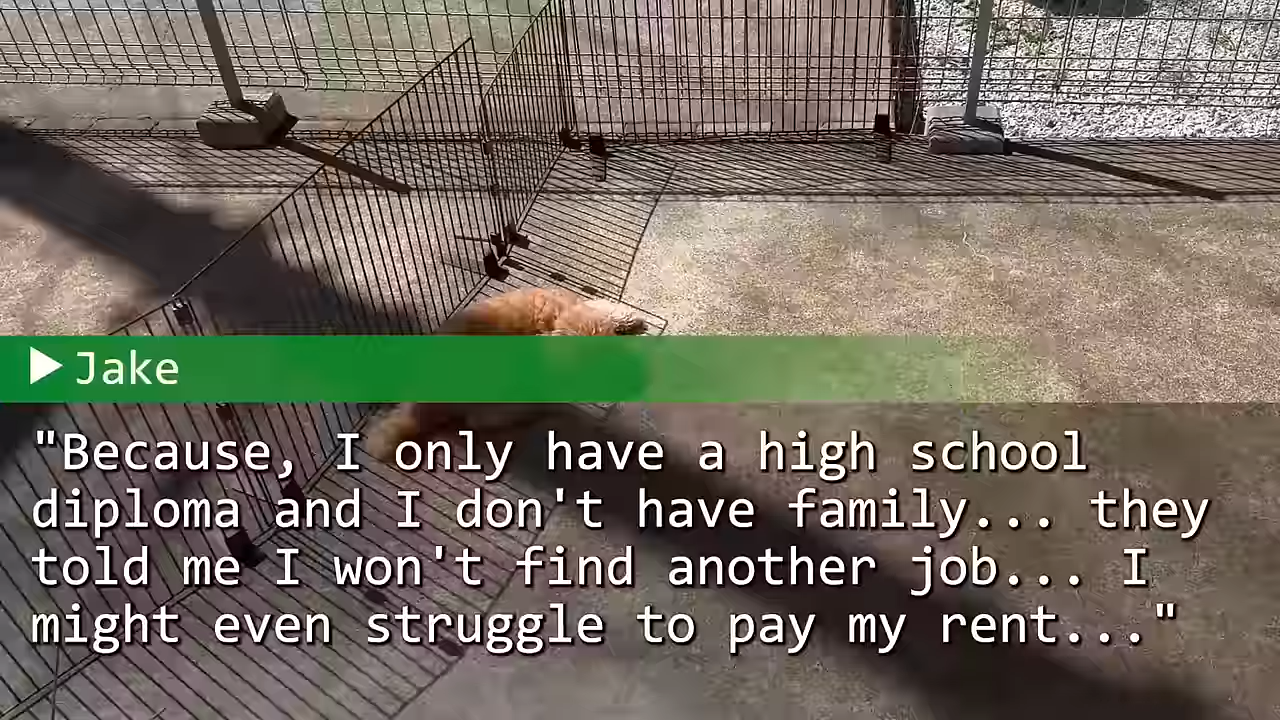 Jake
"Because, I only have a high school
diploma and I don't have family... they
told me I won't find another job... I
might even struggle to pay my rent..."